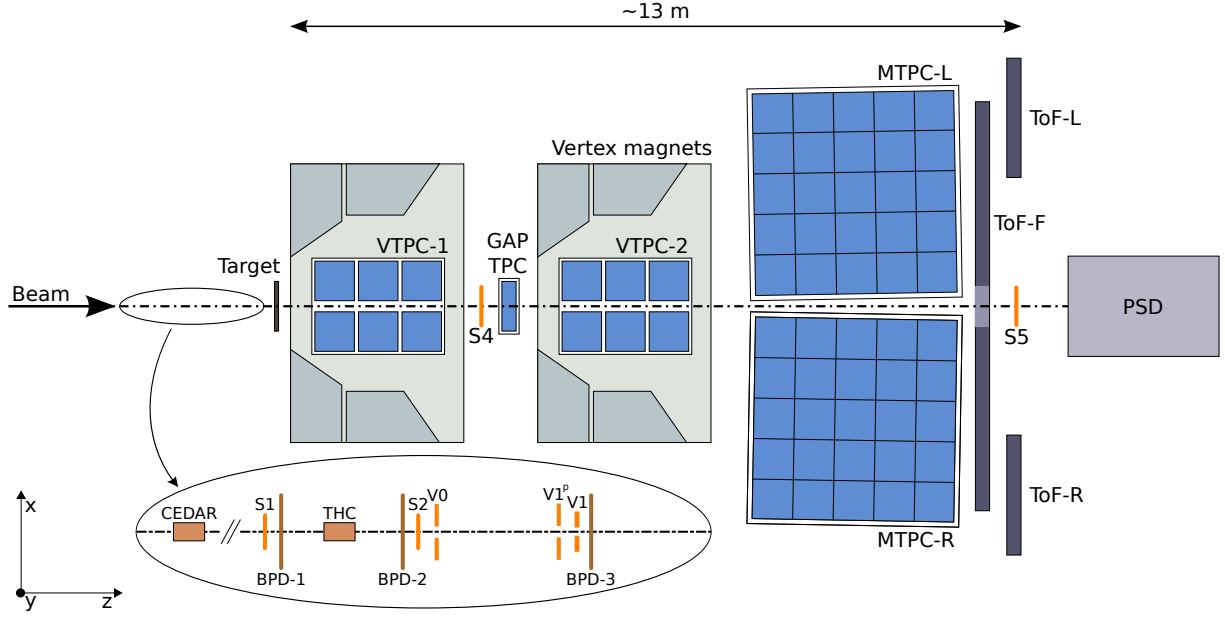 ~13 m
MTPC-L
ToF-L
Vertex magnets
ToF-F
VTPC-1
GAP
TPC
VTPC-2
Target
Beam
S4
S5
PSD
MTPC-R
ToF-R
x
y
z
CEDAR
S1
THC
S2
V0
V1ᵖ
V1
BPD-1
BPD-2
BPD-3